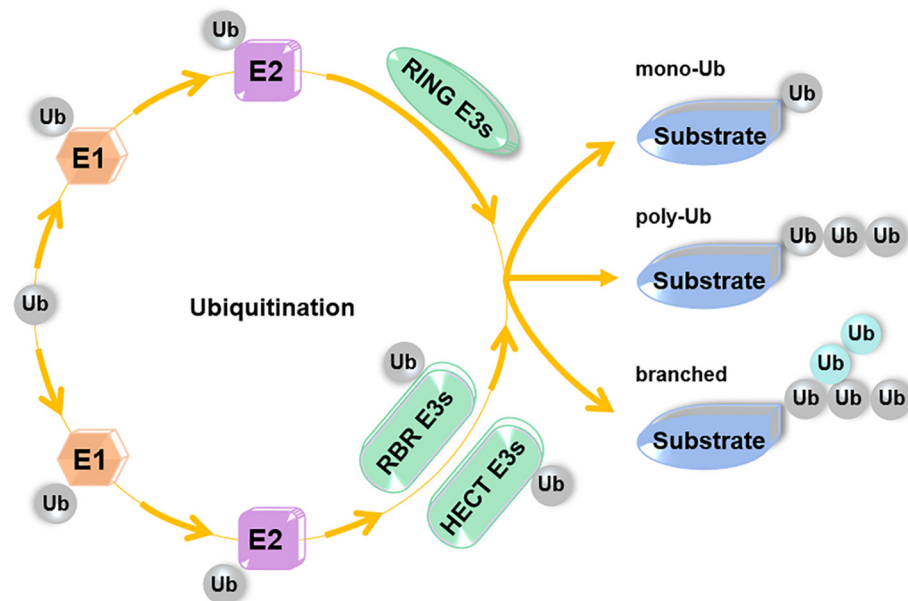 Ub
E2
RING E3s
Ub
E1
Ub
Ubiquitination
E1
Ub
E2
Ub
Ub
RBR E3s
HECT E3s
Ub
mono-Ub
Ub
Substrate
poly-Ub
Ub Ub Ub
Substrate
branched
Ub
Ub
Ub Ub Ub
Substrate